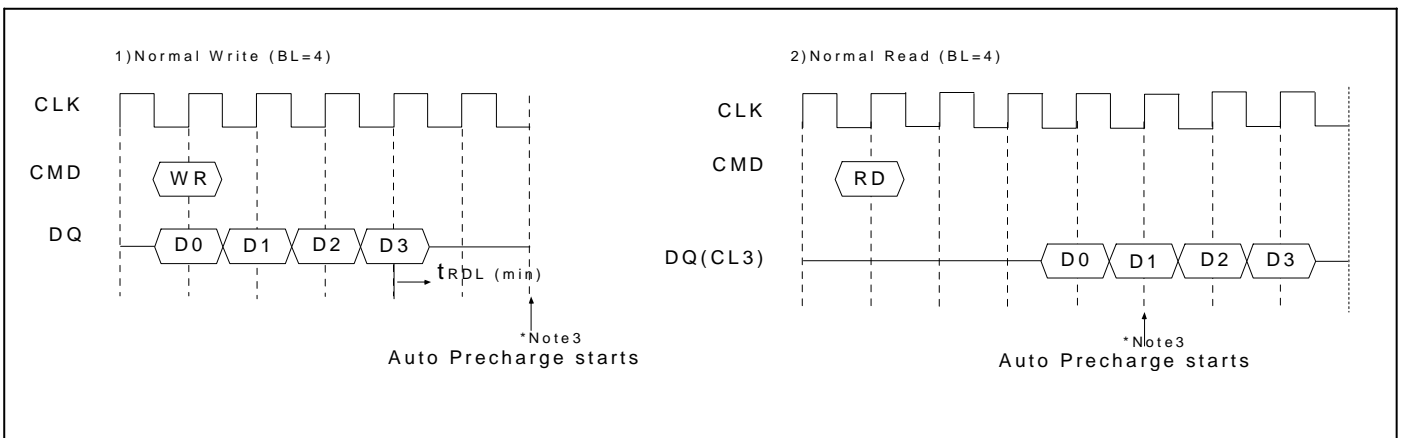 1)Normal Write (BL=4)
CLK
CMD
WR
DQ
D0 D1 D2 D3
tRDL (min)
*Note3
Auto Precharge starts
2)Normal Read (BL=4)
CLK
CMD
RD
DQ(CL3)
D0 D1 D2 D3
*Note3
Auto Precharge starts